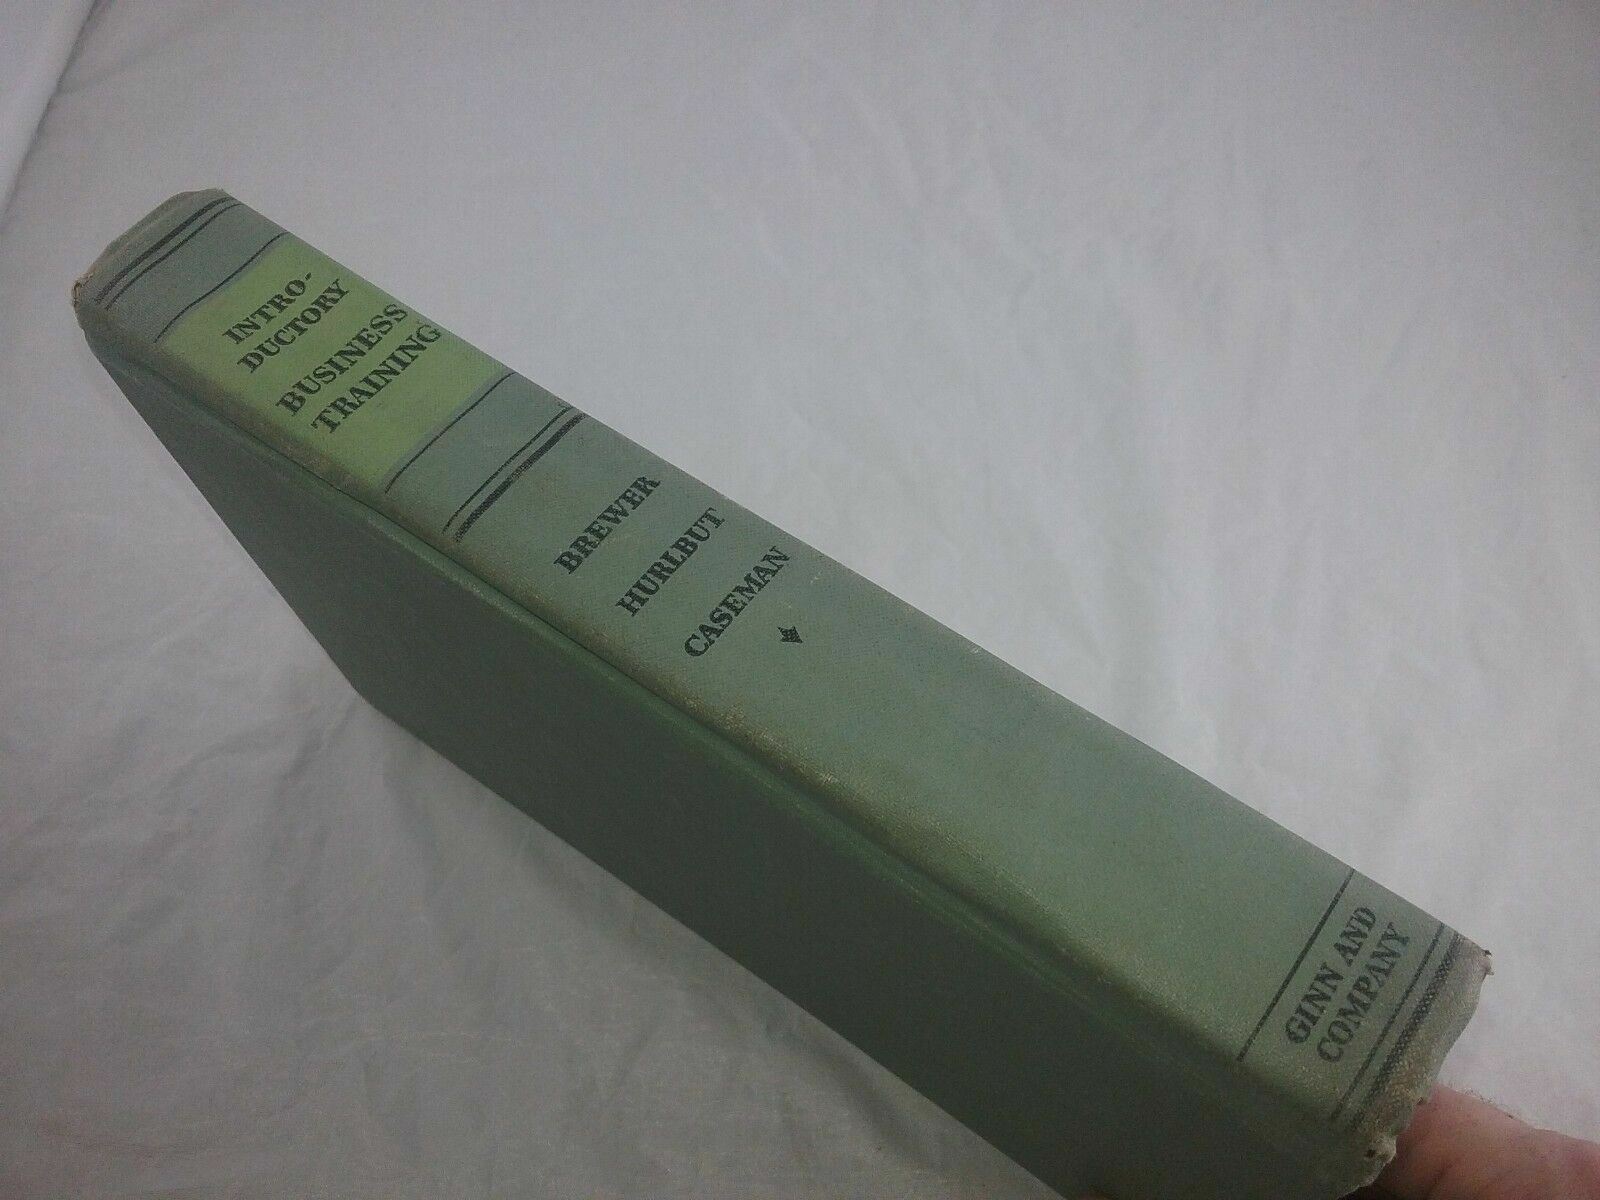 INTRO-
DUCTORY
BUSINESS
TRAINING
BREWER
HURLBUT
CASEMAN
GINN AND
COMPANY